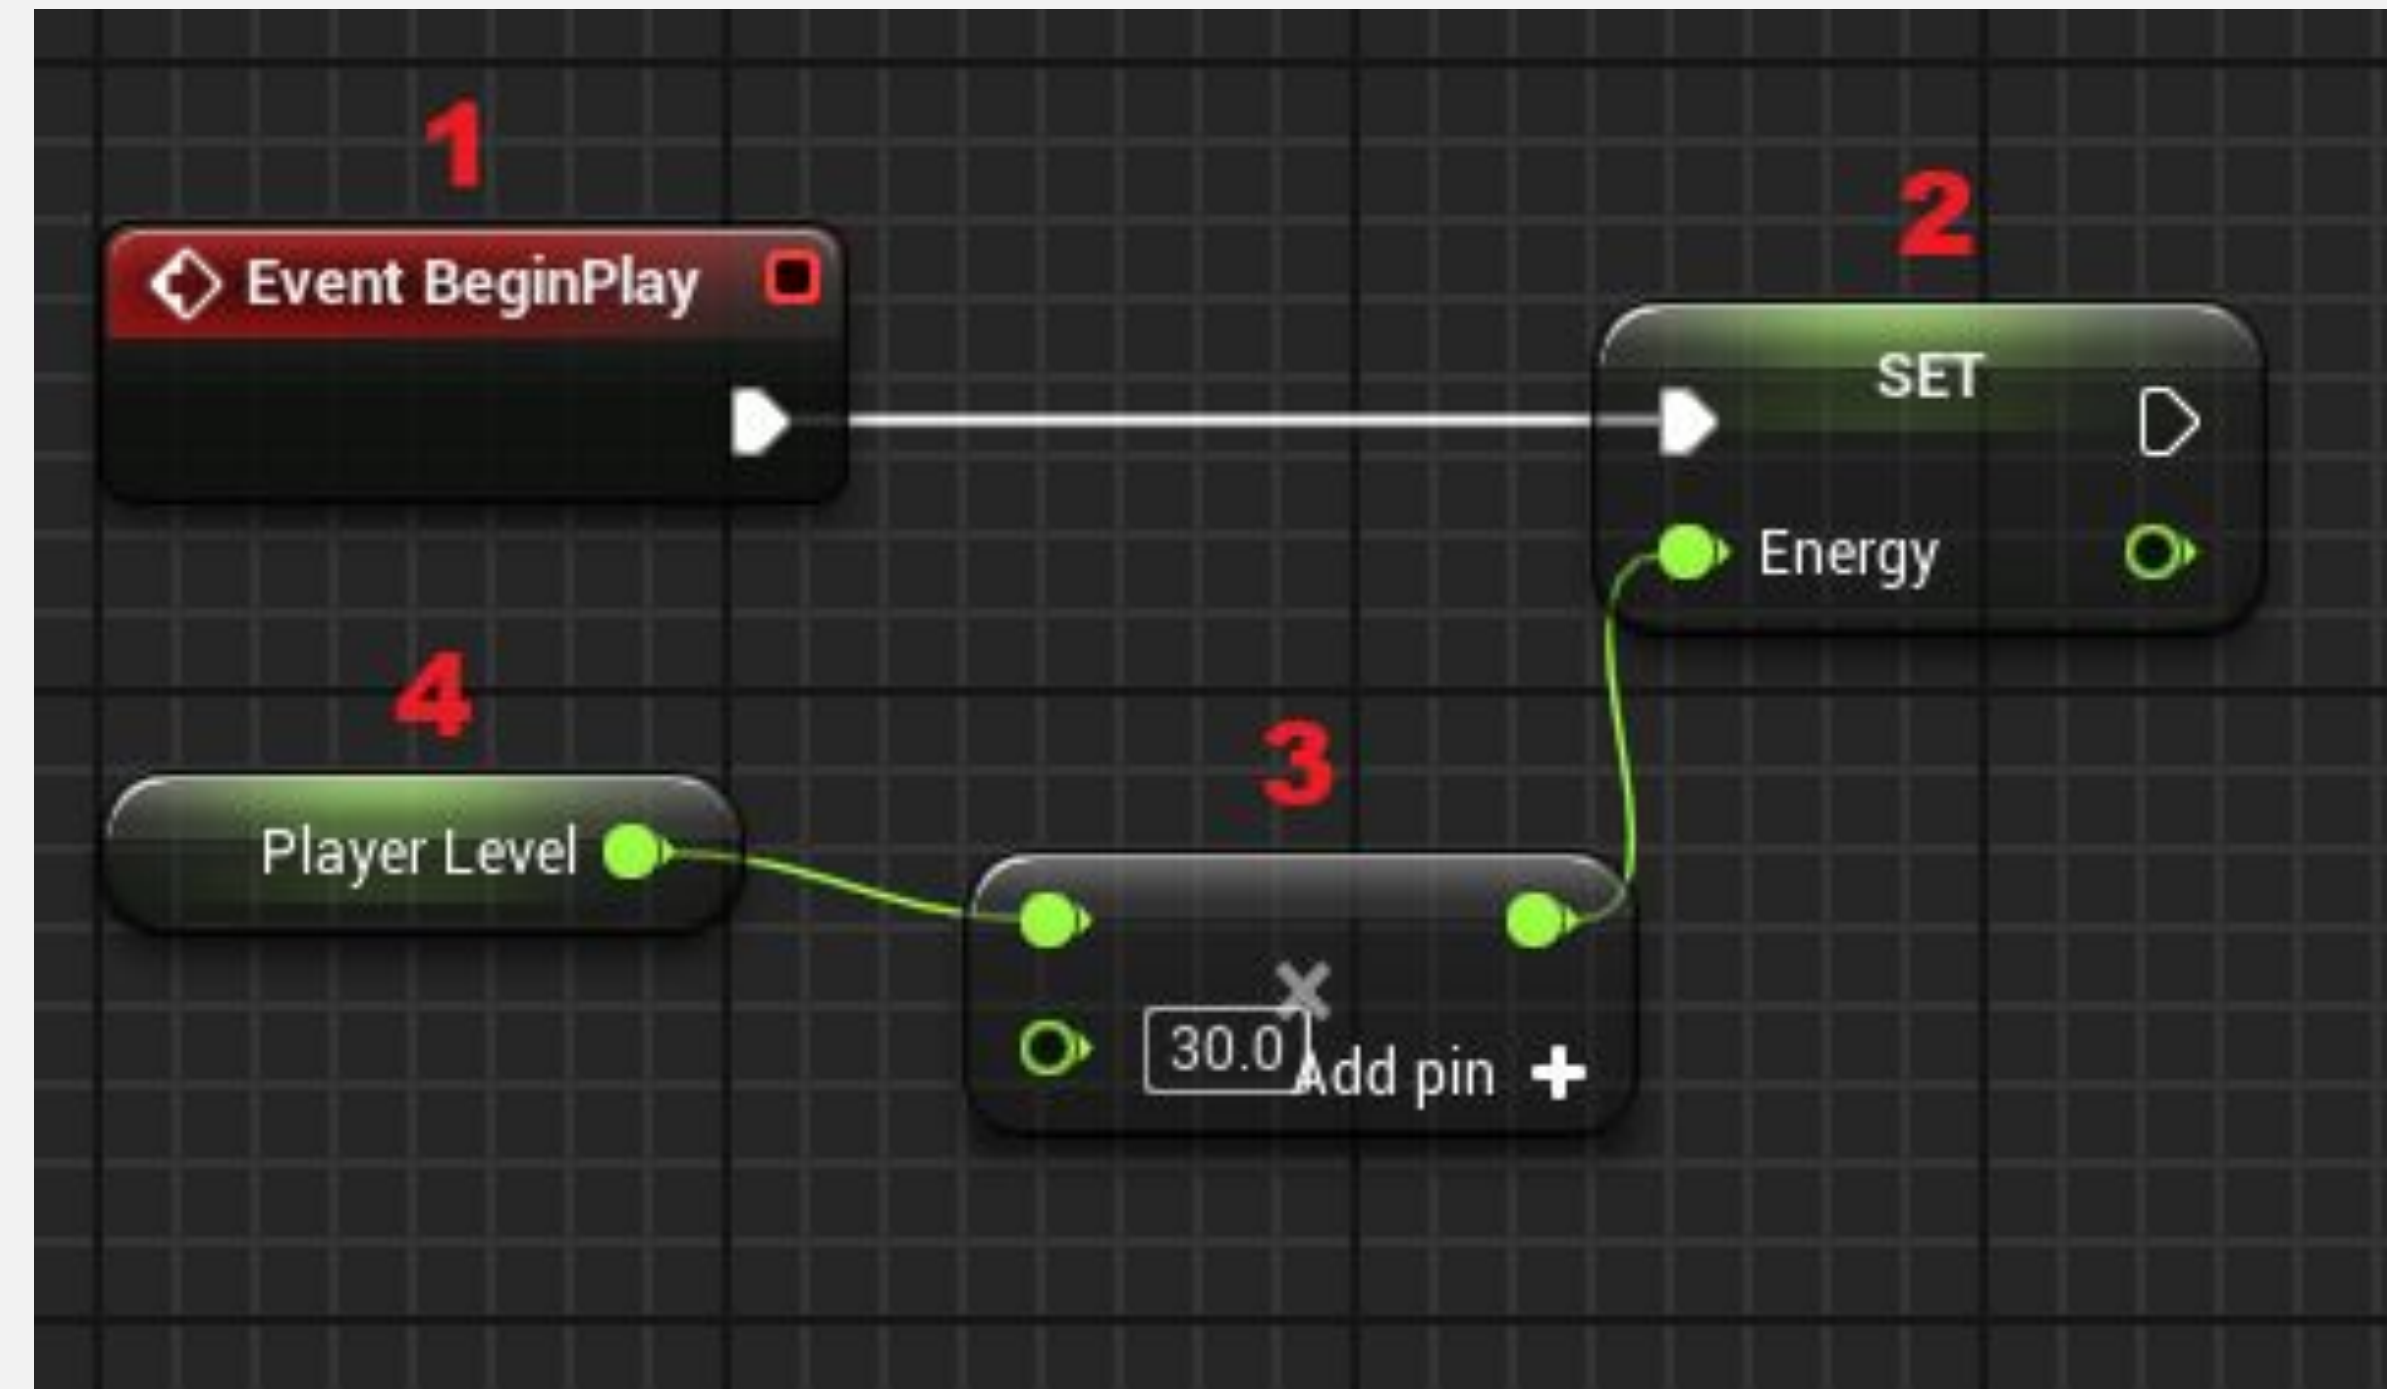 1
Event BeginPlay
2
SET
Energy
4
Player Level
3
×
30.0
Add pin +